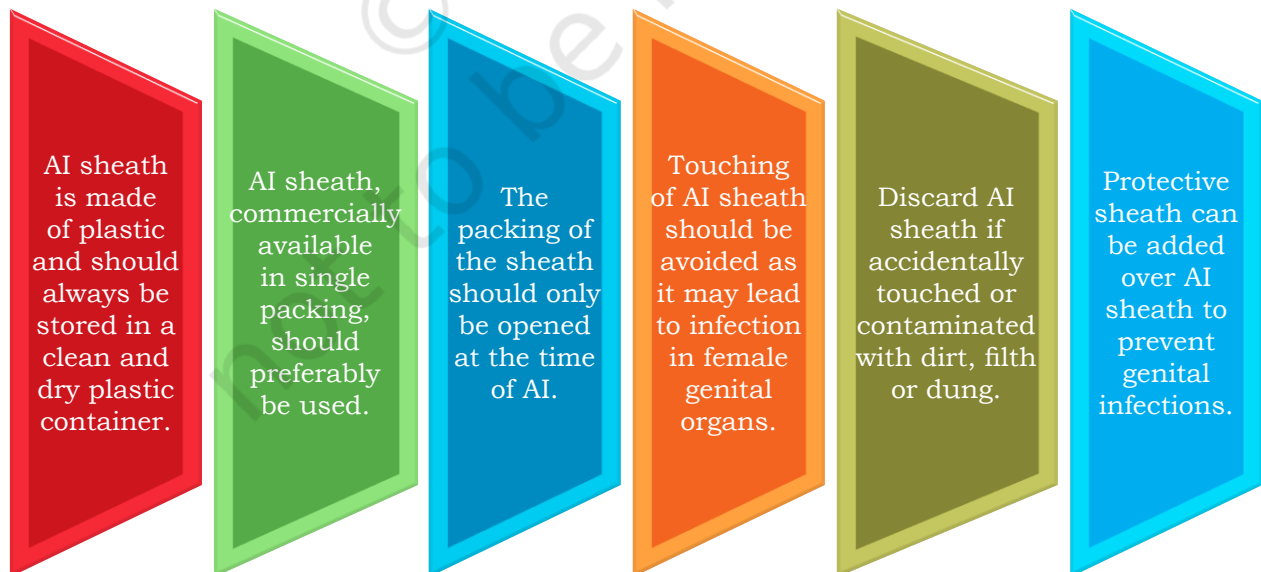 AI sheath
is made
of plastic
and should
always be
stored in a
clean and
dry plastic
container.
AI sheath,
commercially
available
in single
packing,
should
preferably
be used.
The
packing of
the sheath
should only
be opened
at the time
of AI.
Touching
of AI sheath
should be
avoided as
it may lead
to infection
in female
genital
organs.
Discard AI
sheath if
accidentally
touched or
contaminated
with dirt, filth
or dung.
Protective
sheath can
be added
over AI
sheath to
prevent
genital
infections.
©
not to be